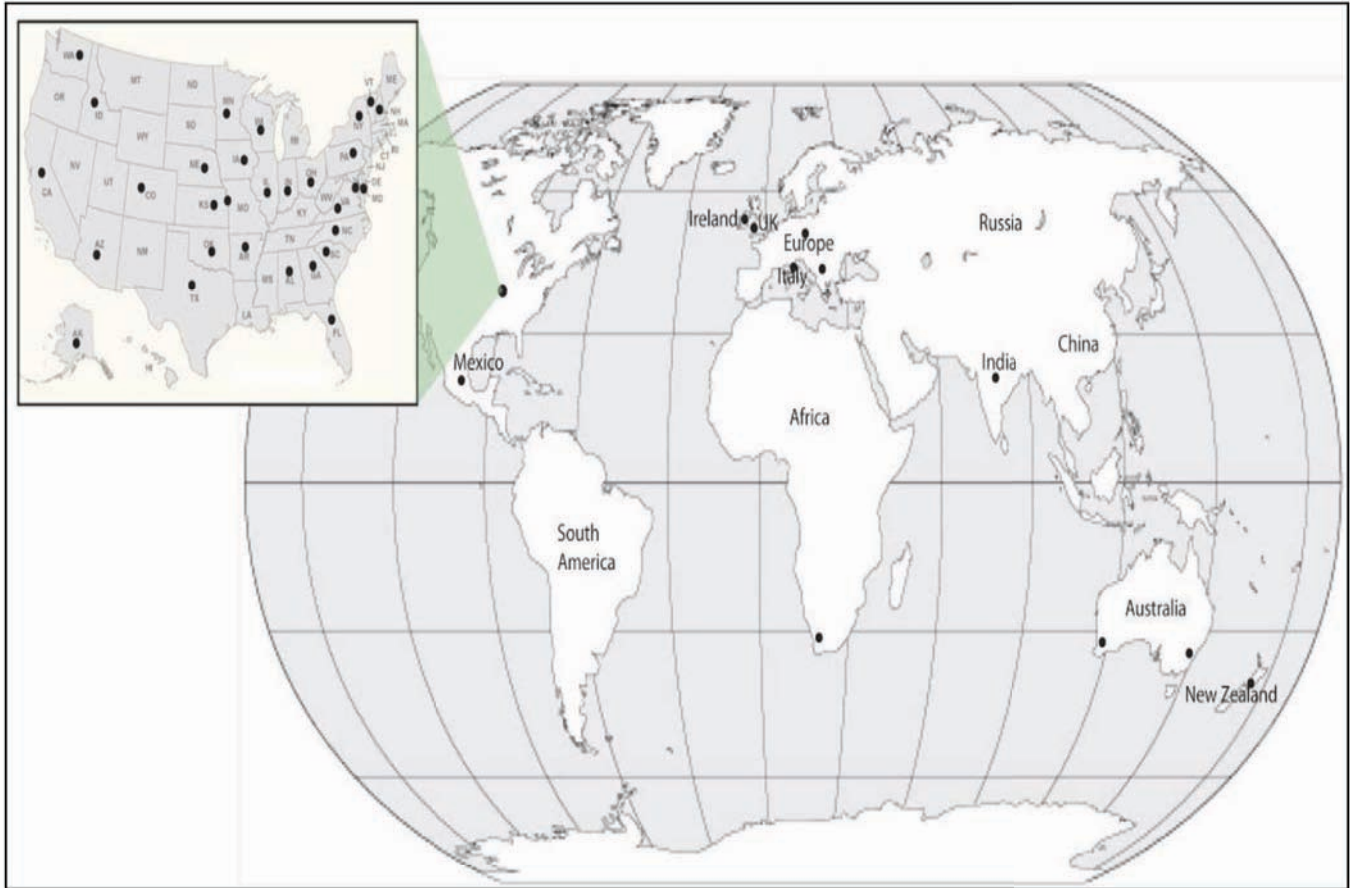 WA
MT
ND
OR
ID
MN
SD
WY
WI
MI
VT
ME
NH
MA
NY
RI
CT
NJ
PA
NE
IA
NV
UT
CO
CA
IL
IN
OH
DE
MD
WV
VA
KS
MO
KY
NC
TN
AZ
NM
OK
AR
SC
MS
AL
GA
TX
LA
FL
AK
HI
Ireland
UK
Europe
Italy
Russia
China
India
Mexico
Africa
South
America
Australia
New Zealand